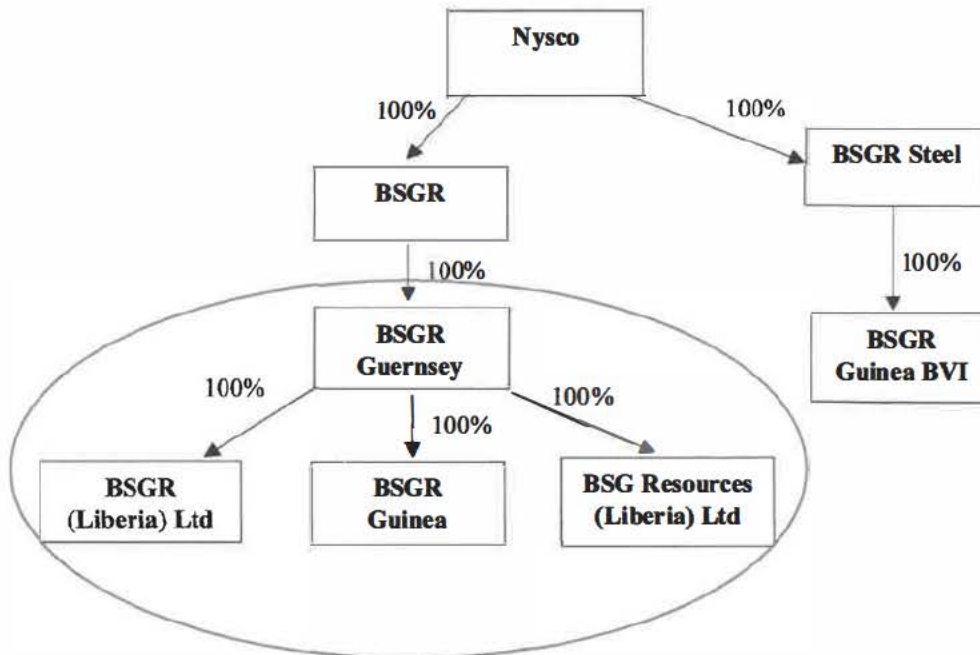 Nysco
100%
100%
BSGR
BSGR Steel
100%
100%
BSGR
Guernsey
BSGR
Guinea BVI
100%
100%
100%
BSGR
(Liberia) Ltd
BSGR
Guinea
BSG Resources
(Liberia) Ltd